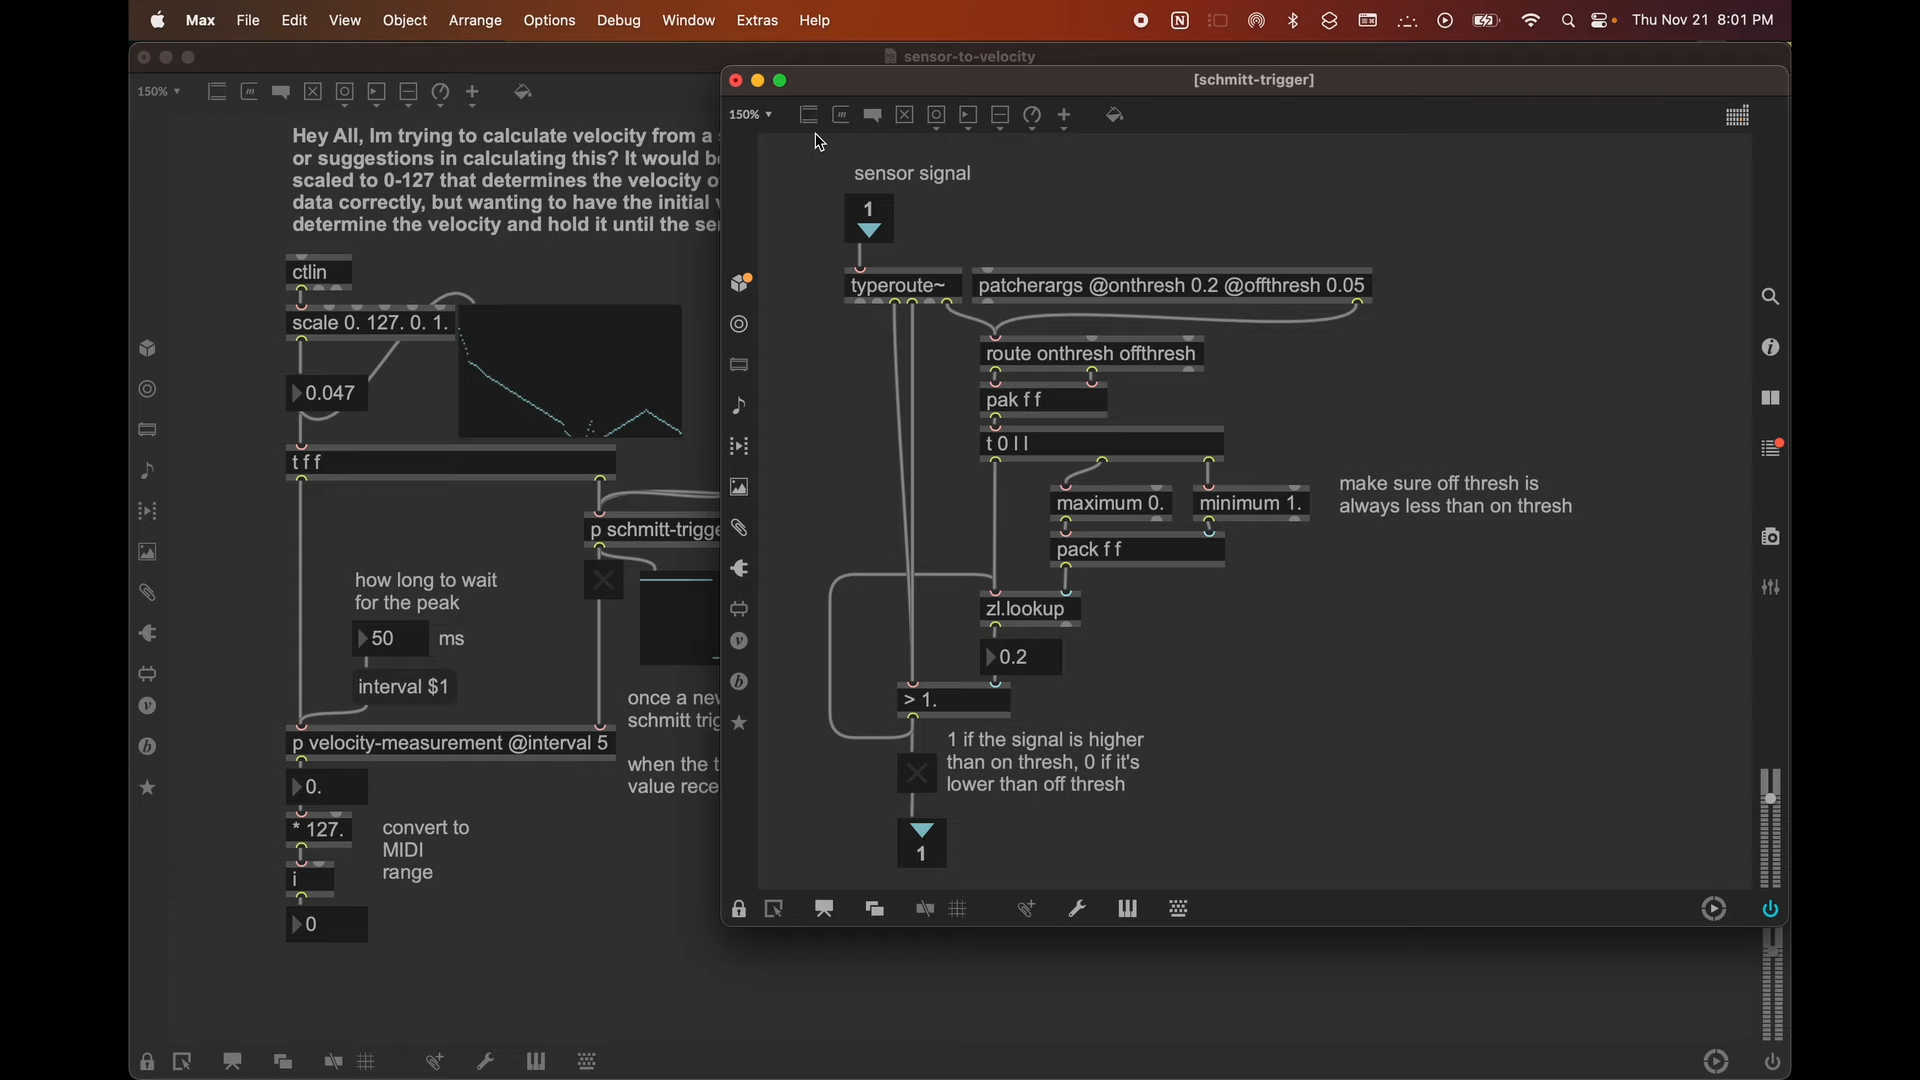 Max File Edit View Object Arrange Options Debug Window Extras Help Thu Nov 21 8:01 PM
sensor-to-velocity
[schmitt-trigger]
150%
150%
Hey All, Im trying to calculate velocity from a
or suggestions in calculating this? It would
scaled to 0-127 that determines the velocity
data correctly, but wanting to have the initial
determine the velocity and hold it until the
ctlin
scale 0. 127. 0. 1.
0.047
t f f
p schmitt-trigge
how long to wait
for the peak
50 ms
interval $1
once a new
schmitt trig
p velocity-measurement @interval 5
when the t
value rece
0.
* 127.
convert to
MIDI
range
i
0
sensor signal
1
typeroute~
patcherargs @onthresh 0.2 @offthresh 0.05
route onthresh offthresh
pak f f
t 0 l l
maximum 0.
minimum 1.
make sure off thresh is
always less than on thresh
pack f f
zl.lookup
0.2
> 1.
1 if the signal is higher
than on thresh, 0 if it's
lower than off thresh
1